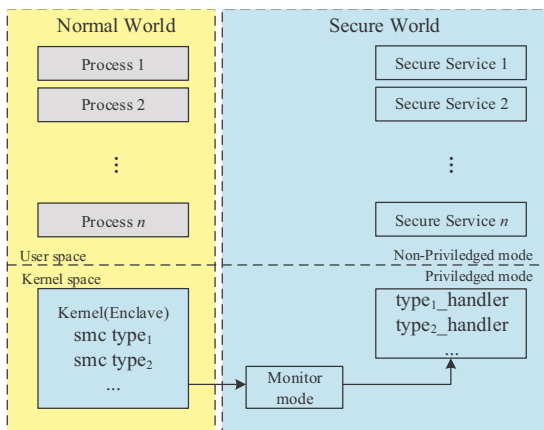 Normal World
Process 1
Process 2
⋮
Process n
User space
Kernel space
Kernel(Enclave)
smc type₁
smc type₂
...
Secure World
Secure Service 1
Secure Service 2
⋮
Secure Service n
Non-Priviledged mode
Priviledged mode
type₁_handler
type₂_handler
...
Monitor
mode